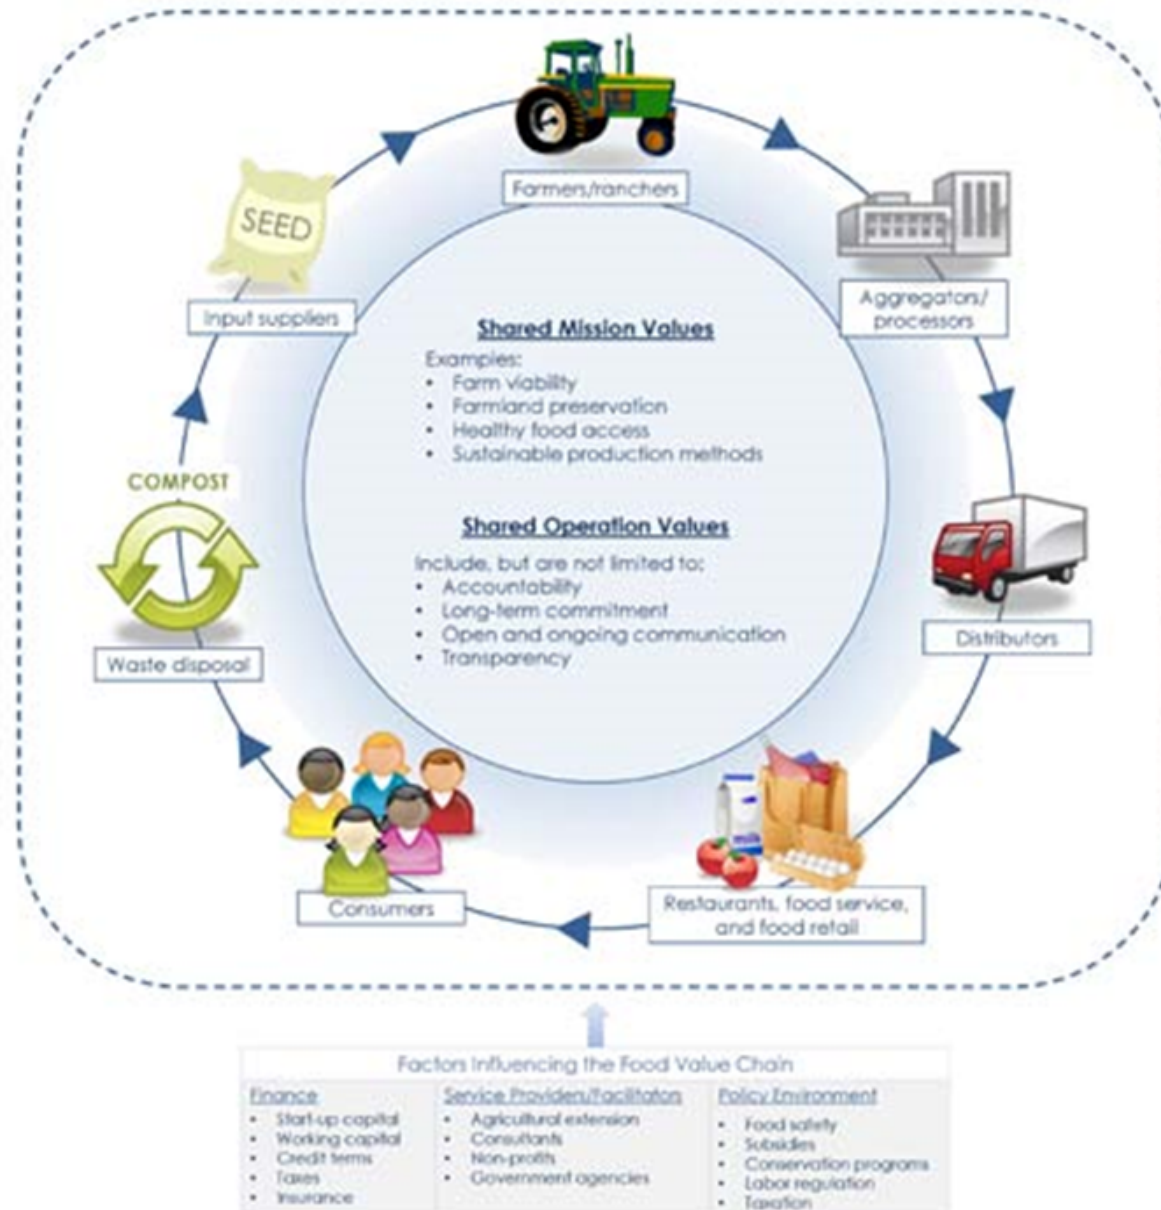 Farmers/ranchers
SEED
Input suppliers
Aggregators/
processors
Shared Mission Values
Examples:
• Farm viability
• Farmland preservation
• Healthy food access
• Sustainable production methods
COMPOST
Shared Operation Values
Include, but are not limited to:
• Accountability
• Long-term commitment
• Open and ongoing communication
• Transparency
Distributors
Waste disposal
milk
Consumers
Restaurants, food service,
and food retail
Factors Influencing the Food Value Chain
Finance
• Start-up capital
• Working capital
• Credit terms
• Taxes
• Insurance
Service Providers/Facilitators
• Agricultural extension
• Consultants
• Non-profits
• Government agencies
Policy Environment
• Food safety
• Subsidies
• Conservation programs
• Labor regulation
• Taxation